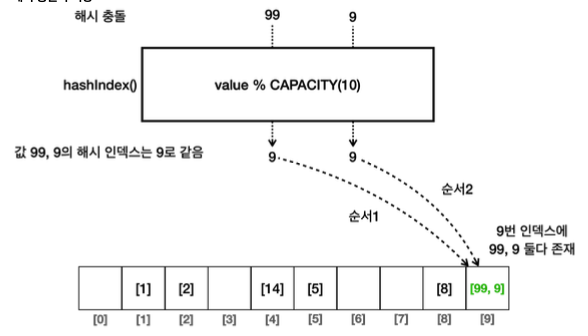 해시 충돌
99 9
hashIndex()
value % CAPACITY(10)
값 99, 9의 해시 인덱스는 9로 같음
9 9
순서2
순서1
9번 인덱스에
99, 9 둘다 존재
[1] [2] [14] [5] [8] [99, 9]
[0] [1] [2] [3] [4] [5] [6] [7] [8] [9]